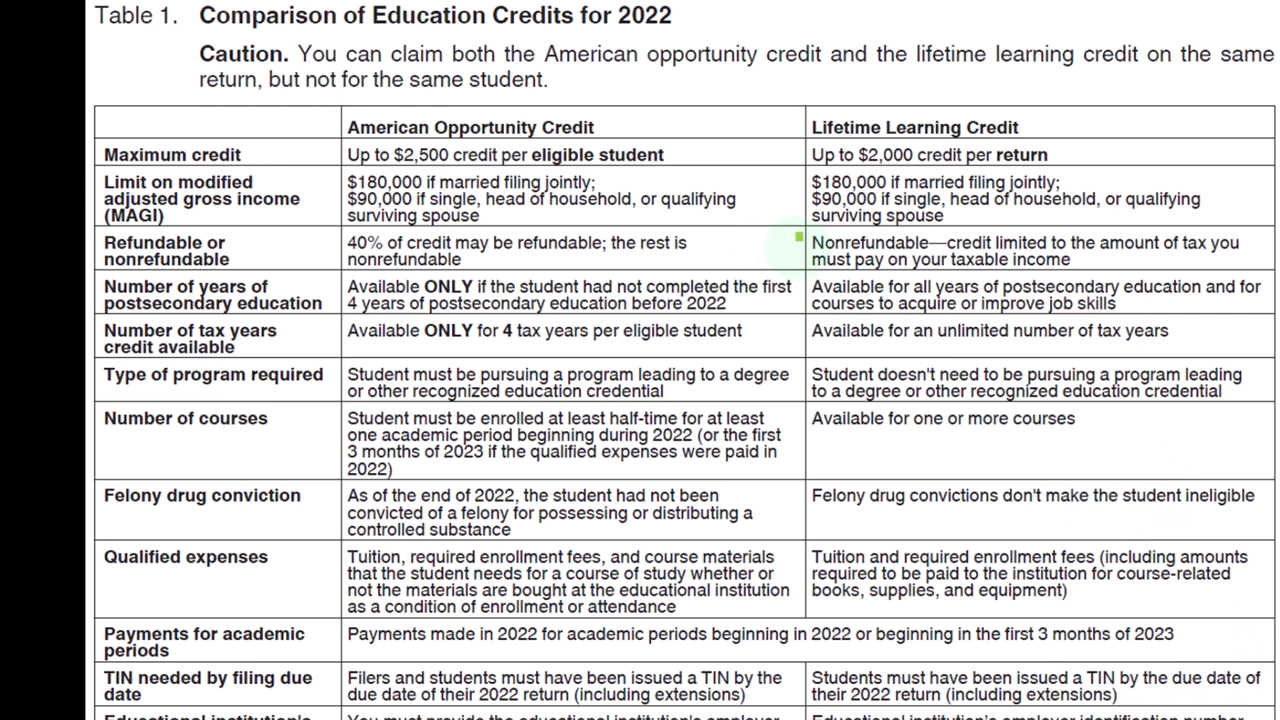 Table 1. Comparison of Education Credits for 2022
Caution. You can claim both the American opportunity credit and the lifetime learning credit on the same
return, but not for the same student.
American Opportunity Credit
Lifetime Learning Credit
Maximum credit
Up to $2,500 credit per eligible student
Up to $2,000 credit per return
Limit on modified
adjusted gross income
(MAGI)
$180,000 if married filing jointly;
$90,000 if single, head of household, or qualifying
surviving spouse
$180,000 if married filing jointly;
$90,000 if single, head of household, or qualifying
surviving spouse
Refundable or
nonrefundable
40% of credit may be refundable; the rest is
nonrefundable
Nonrefundable—credit limited to the amount of tax you
must pay on your taxable income
Number of years of
postsecondary education
Available ONLY if the student had not completed the first
4 years of postsecondary education before 2022
Available for all years of postsecondary education and for
courses to acquire or improve job skills
Number of tax years
credit available
Available ONLY for 4 tax years per eligible student
Available for an unlimited number of tax years
Type of program required
Student must be pursuing a program leading to a degree
or other recognized education credential
Student doesn't need to be pursuing a program leading
to a degree or other recognized education credential
Number of courses
Student must be enrolled at least half-time for at least
one academic period beginning during 2022 (or the first
3 months of 2023 if the qualified expenses were paid in
2022)
Available for one or more courses
Felony drug conviction
As of the end of 2022, the student had not been
convicted of a felony for possessing or distributing a
controlled substance
Felony drug convictions don't make the student ineligible
Qualified expenses
Tuition, required enrollment fees, and course materials
that the student needs for a course of study whether or
not the materials are bought at the educational institution
as a condition of enrollment or attendance
Tuition and required enrollment fees (including amounts
required to be paid to the institution for course-related
books, supplies, and equipment)
Payments for academic
periods
Payments made in 2022 for academic periods beginning in 2022 or beginning in the first 3 months of 2023
TIN needed by filing due
date
Filers and students must have been issued a TIN by the
due date of their 2022 return (including extensions)
Students must have been issued a TIN by the due date of
their 2022 return (including extensions)
Educational institution's
You must provide the educational institution's employer
Educational institution's employer identification number